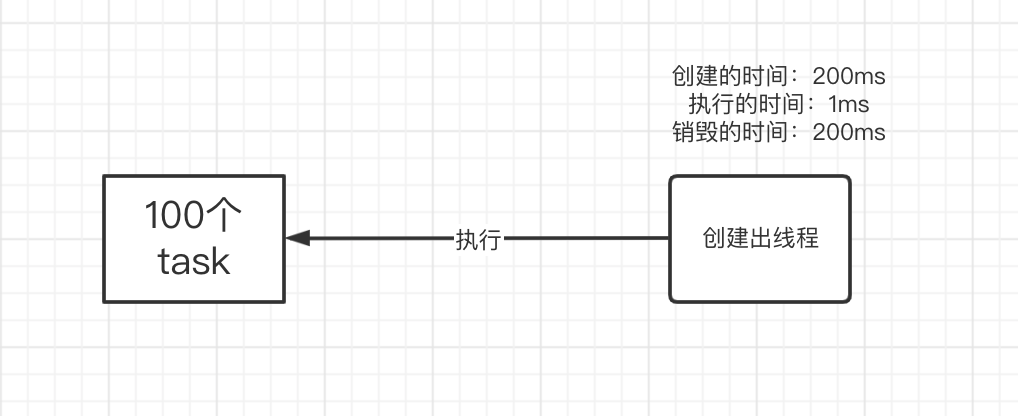 创建的时间：200ms
执行的时间：1ms
销毁的时间：200ms
100个
task
执行
创建出线程